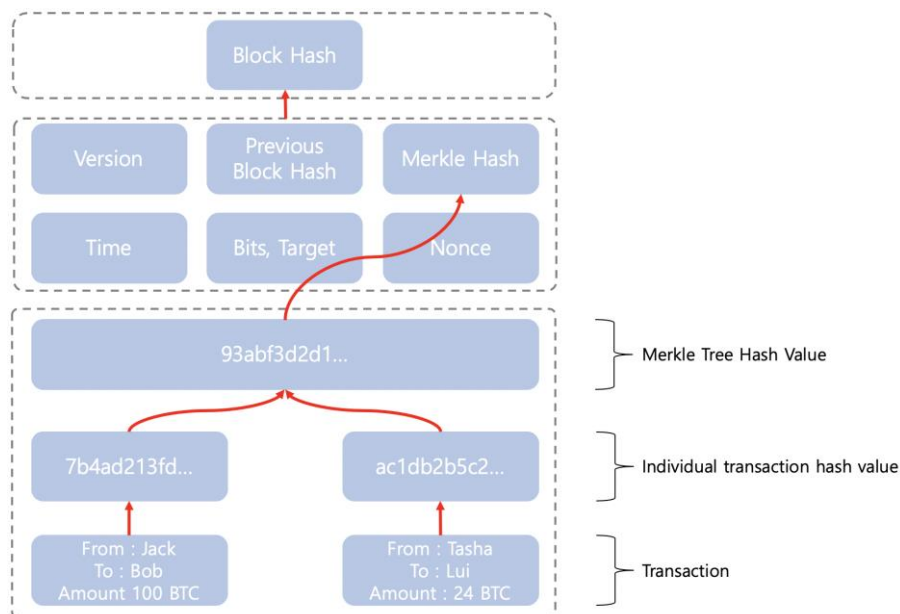 Block Hash
Version
Previous
Block Hash
Merkle Hash
Time
Bits, Target
Nonce
93abf3d2d1...
Merkle Tree Hash Value
7b4ad213fd...
ac1db2b5c2...
Individual transaction hash value
From : Jack
To : Bob
Amount 100 BTC
From : Tasha
To : Lui
Amount : 24 BTC
Transaction